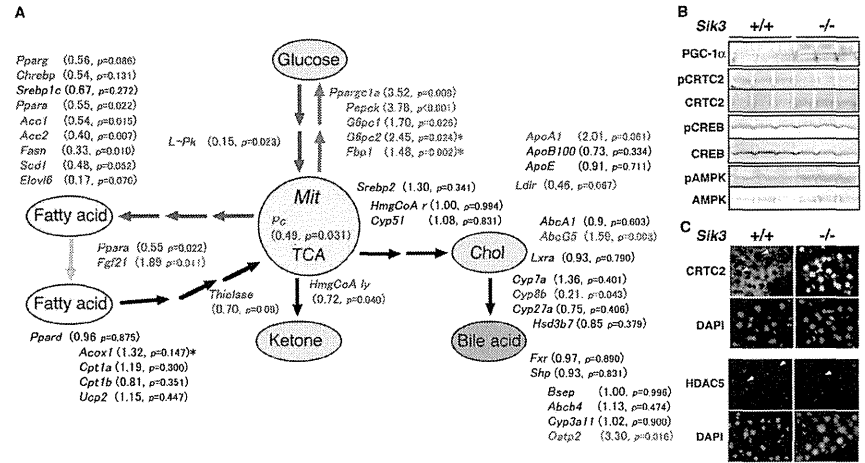 A
Pparg (0.56, p=0.086)
Chrebp (0.54, p=0.131)
Srebp1c (0.67, p=0.272)
Ppara (0.55, p=0.022)
Acc1 (0.54, p=0.015)
Acc2 (0.40, p=0.007)
Fasn (0.33, p=0.010)
Scd1 (0.48, p=0.052)
Elovl6 (0.17, p=0.070)
L-Pk (0.15, p=0.023)
Glucose
Ppargc1a (3.52, p=0.008)
Pepck (3.78, p<0.001)
G6pc1 (1.70, p=0.026)
G6pc2 (2.45, p=0.024)*
Fbp1 (1.48, p=0.002)*
Mit
Pc
(0.49, p=0.031)
TCA
Fatty acid
Ppara (0.55, p=0.022)
Fgf21 (1.89, p=0.011)
Fatty acid
Thiolase
Ppard (0.96, p=0.875)
Acox1 (1.32, p=0.147)*
Cpt1a (1.19, p=0.300)
Cpt1b (0.81, p=0.351)
Ucp2 (1.15, p=0.447)
HmgCoA ly
(0.72, p=0.040)
Ketone
Srebp2 (1.30, p=0.341)
HmgCoA r (1.00, p=0.994)
Cyp51 (1.08, p=0.831)
ApoA1 (2.01, p=0.061)
ApoB100 (0.73, p=0.334)
ApoE (0.91, p=0.711)
Ldlr (0.46, p=0.067)
AbcA1 (0.9, p=0.603)
AbcG5 (1.59, p=0.003)
Chol
Lxra (0.93, p=0.790)
Cyp7a (1.36, p=0.401)
Cyp8b (0.21, p=0.043)
Cyp27a (0.75, p=0.406)
Hsd3b7 (0.85, p=0.379)
Bile acid
Fxr (0.97, p=0.890)
Shp (0.93, p=0.831)
Bsep (1.00, p=0.996)
Abcb4 (1.13, p=0.474)
Cyp3a11 (1.02, p=0.900)
Oatp2 (3.30, p=0.016)
B
Sik3 +/+ -/-
PGC-1α
pCRTC2
CRTC2
pCREB
CREB
pAMPK
AMPK
C
Sik3 +/+ -/-
CRTC2
DAPI
HDAC5
DAPI